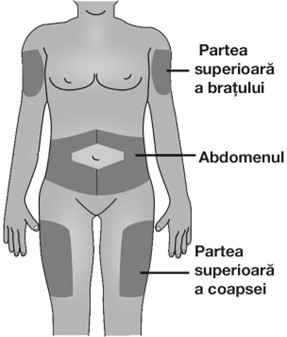 Partea
superioară
a brațului
Abdomenul
Partea
superioară
a coapsei